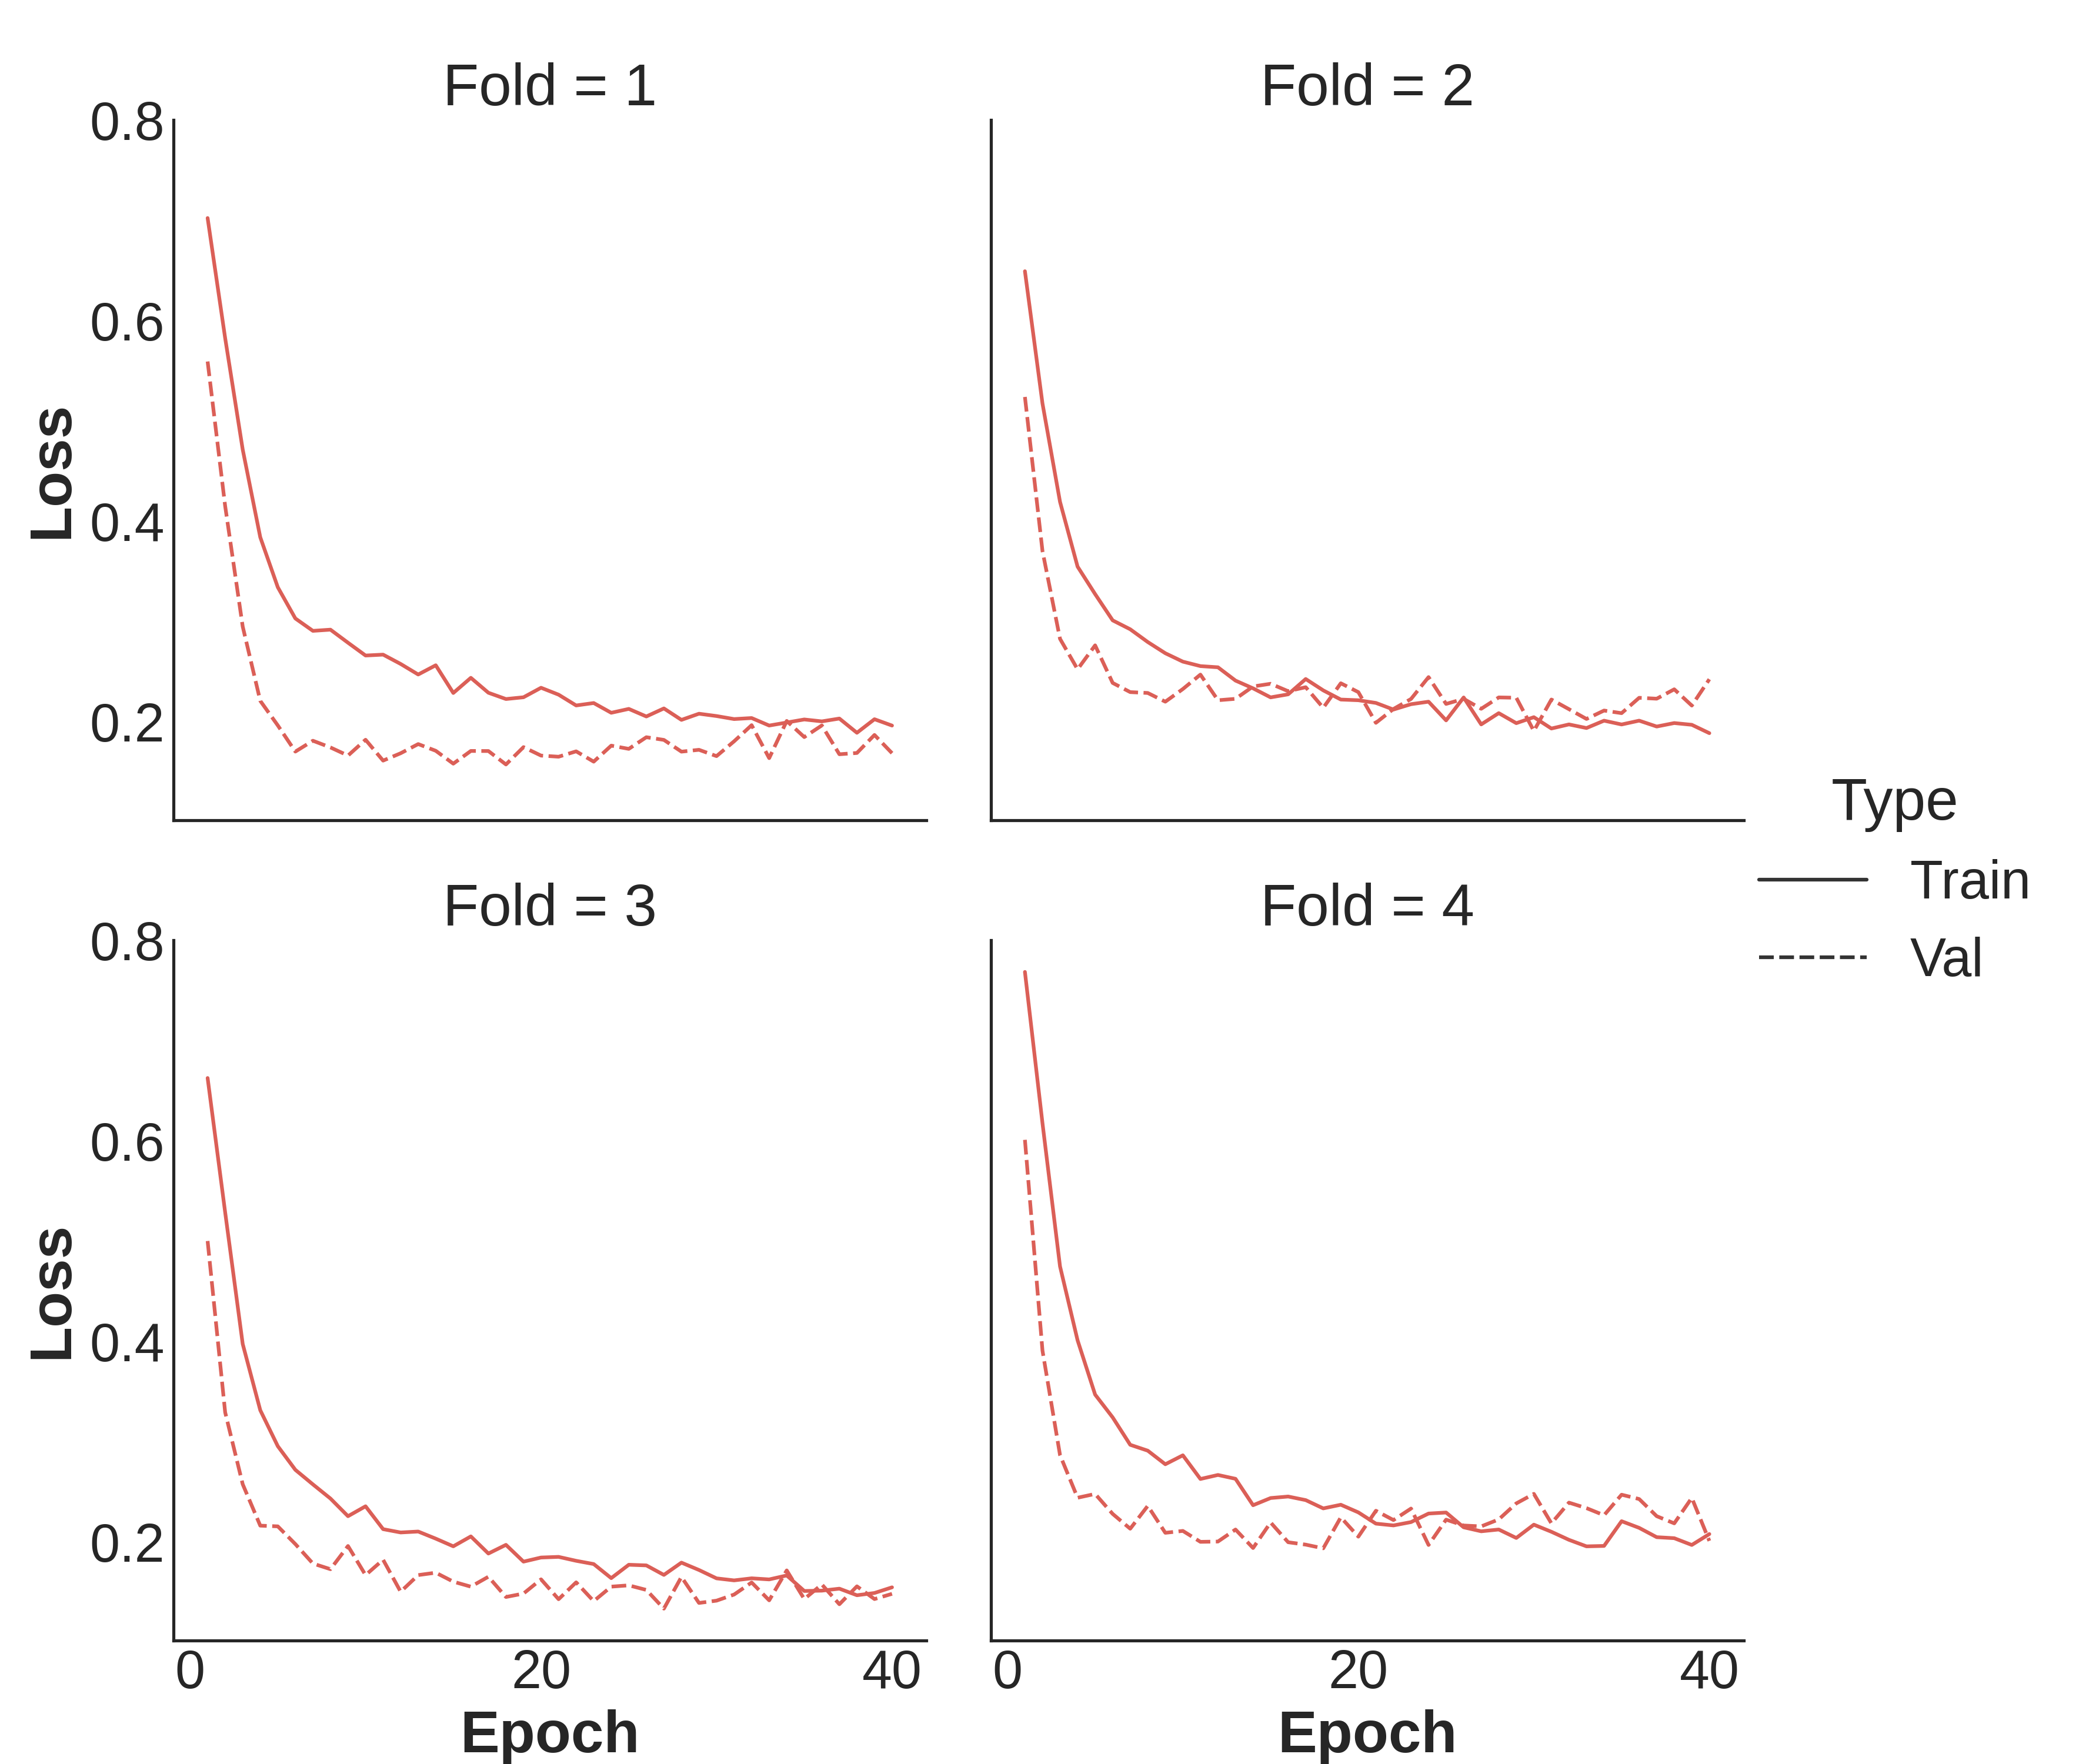 Fold = 1
Fold = 2
0.8
0.6
0.4
0.2
Loss
Type
Train
Val
Fold = 3
Fold = 4
0.8
0.6
0.4
0.2
Loss
0 20 40
0 20 40
Epoch
Epoch